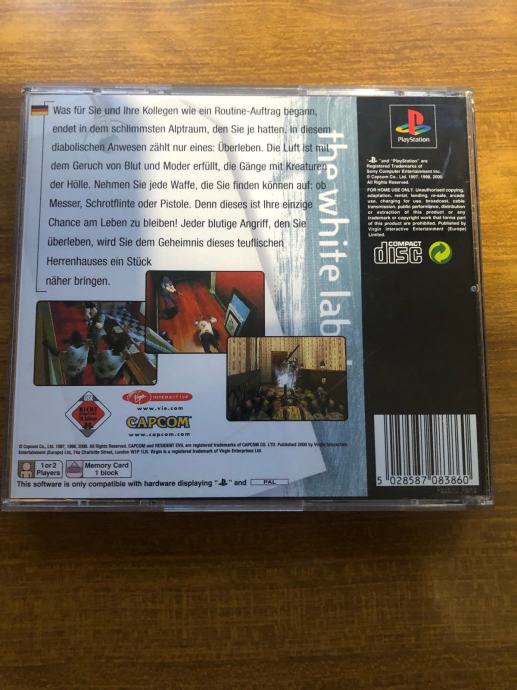 Was für Sie und Ihre Kollegen wie ein Routine-Auftrag begann,
endet in dem schlimmsten Alptraum, den Sie je hatten. In diesem
diabolischen Anwesen zählt nur eines: Überleben. Die Luft ist mit
dem Geruch von Blut und Moder erfüllt, die Gänge mit Kreaturen
der Hölle. Nehmen Sie jede Waffe, die Sie finden können auf: ob
Messer, Schrotflinte oder Pistole. Denn dieses ist Ihre einzige
Chance am Leben zu bleiben! Jeder blutige Angriff, den Sie
überleben, wird Sie dem Geheimnis dieses teuflischen
Herrenhauses ein Stück
näher bringen.
the white lab
PlayStation
" " and "PlayStation" are
Registered Trademarks of
Sony Computer Entertainment Inc.
© Capcom Co., Ltd. 1997, 1998, 2000.
All Rights Reserved.
FOR HOME USE ONLY. Unauthorised copying,
adaptation, rental, lending, re-sale, arcade
use, charging for use, broadcast, cable
transmission, public performance, distribution
or extraction of this product or any
trademark or copyright work that forms part of
this product are prohibited. Published by
Virgin Interactive Entertainment (Europe)
Limited.
COMPACT
disc
NICHT
Virgin INTERACTIVE
www.vie.com
CAPCOM
www.capcom.com
© Capcom Co., Ltd. 1997, 1998, 2000. All Rights Reserved. CAPCOM and RESIDENT EVIL are registered trademarks of CAPCOM CO. LTD. Published 2000 by Virgin Interactive
Entertainment (Europe) Ltd, 74a Charlotte Street, London W1P 1LR. Virgin is a registered trademark of Virgin Enterprises Ltd.
1 or 2
Players
Memory Card
1 block
This software is only compatible with hardware displaying " " and PAL
5 028587 083860